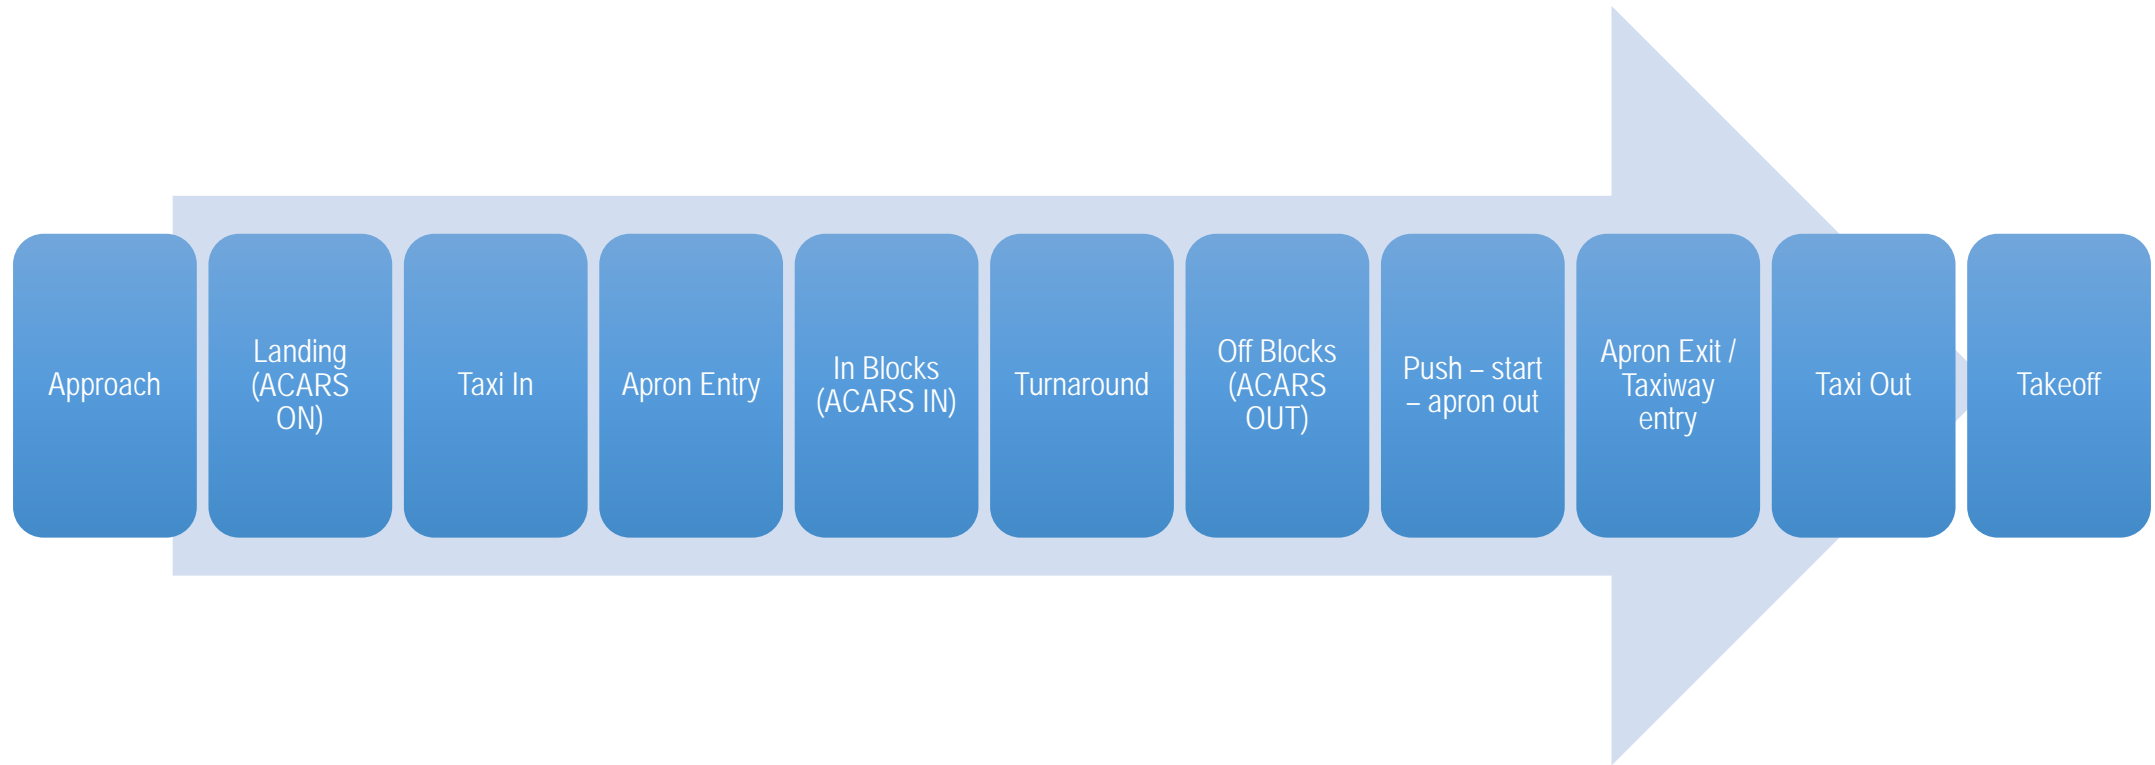 Approach
Landing
(ACARS
ON)
Taxi In
Apron Entry
In Blocks
(ACARS IN)
Turnaround
Off Blocks
(ACARS
OUT)
Push – start
– apron out
Apron Exit /
Taxiway
entry
Taxi Out
Takeoff